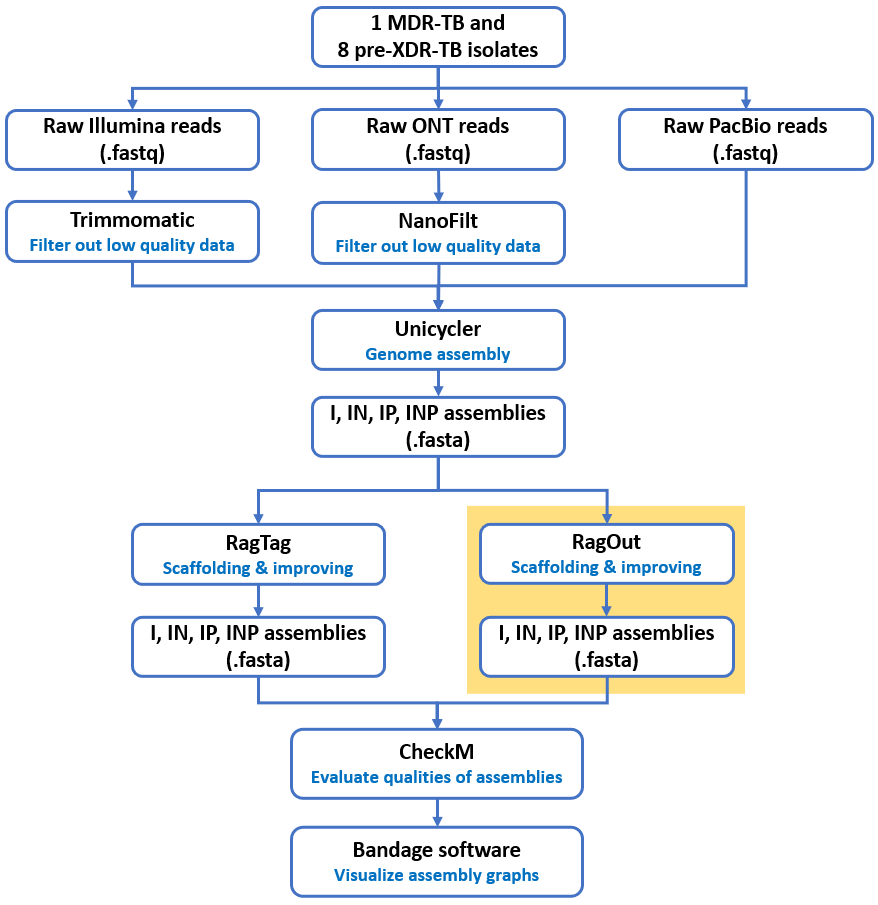 1 MDR-TB and
8 pre-XDR-TB isolates
Raw Illumina reads
(.fastq)
Raw ONT reads
(.fastq)
Raw PacBio reads
(.fastq)
Trimmomatic
Filter out low quality data
NanoFilt
Filter out low quality data
Unicycler
Genome assembly
I, IN, IP, INP assemblies
(.fasta)
RagTag
Scaffolding & improving
RagOut
Scaffolding & improving
I, IN, IP, INP assemblies
(.fasta)
I, IN, IP, INP assemblies
(.fasta)
CheckM
Evaluate qualities of assemblies
Bandage software
Visualize assembly graphs